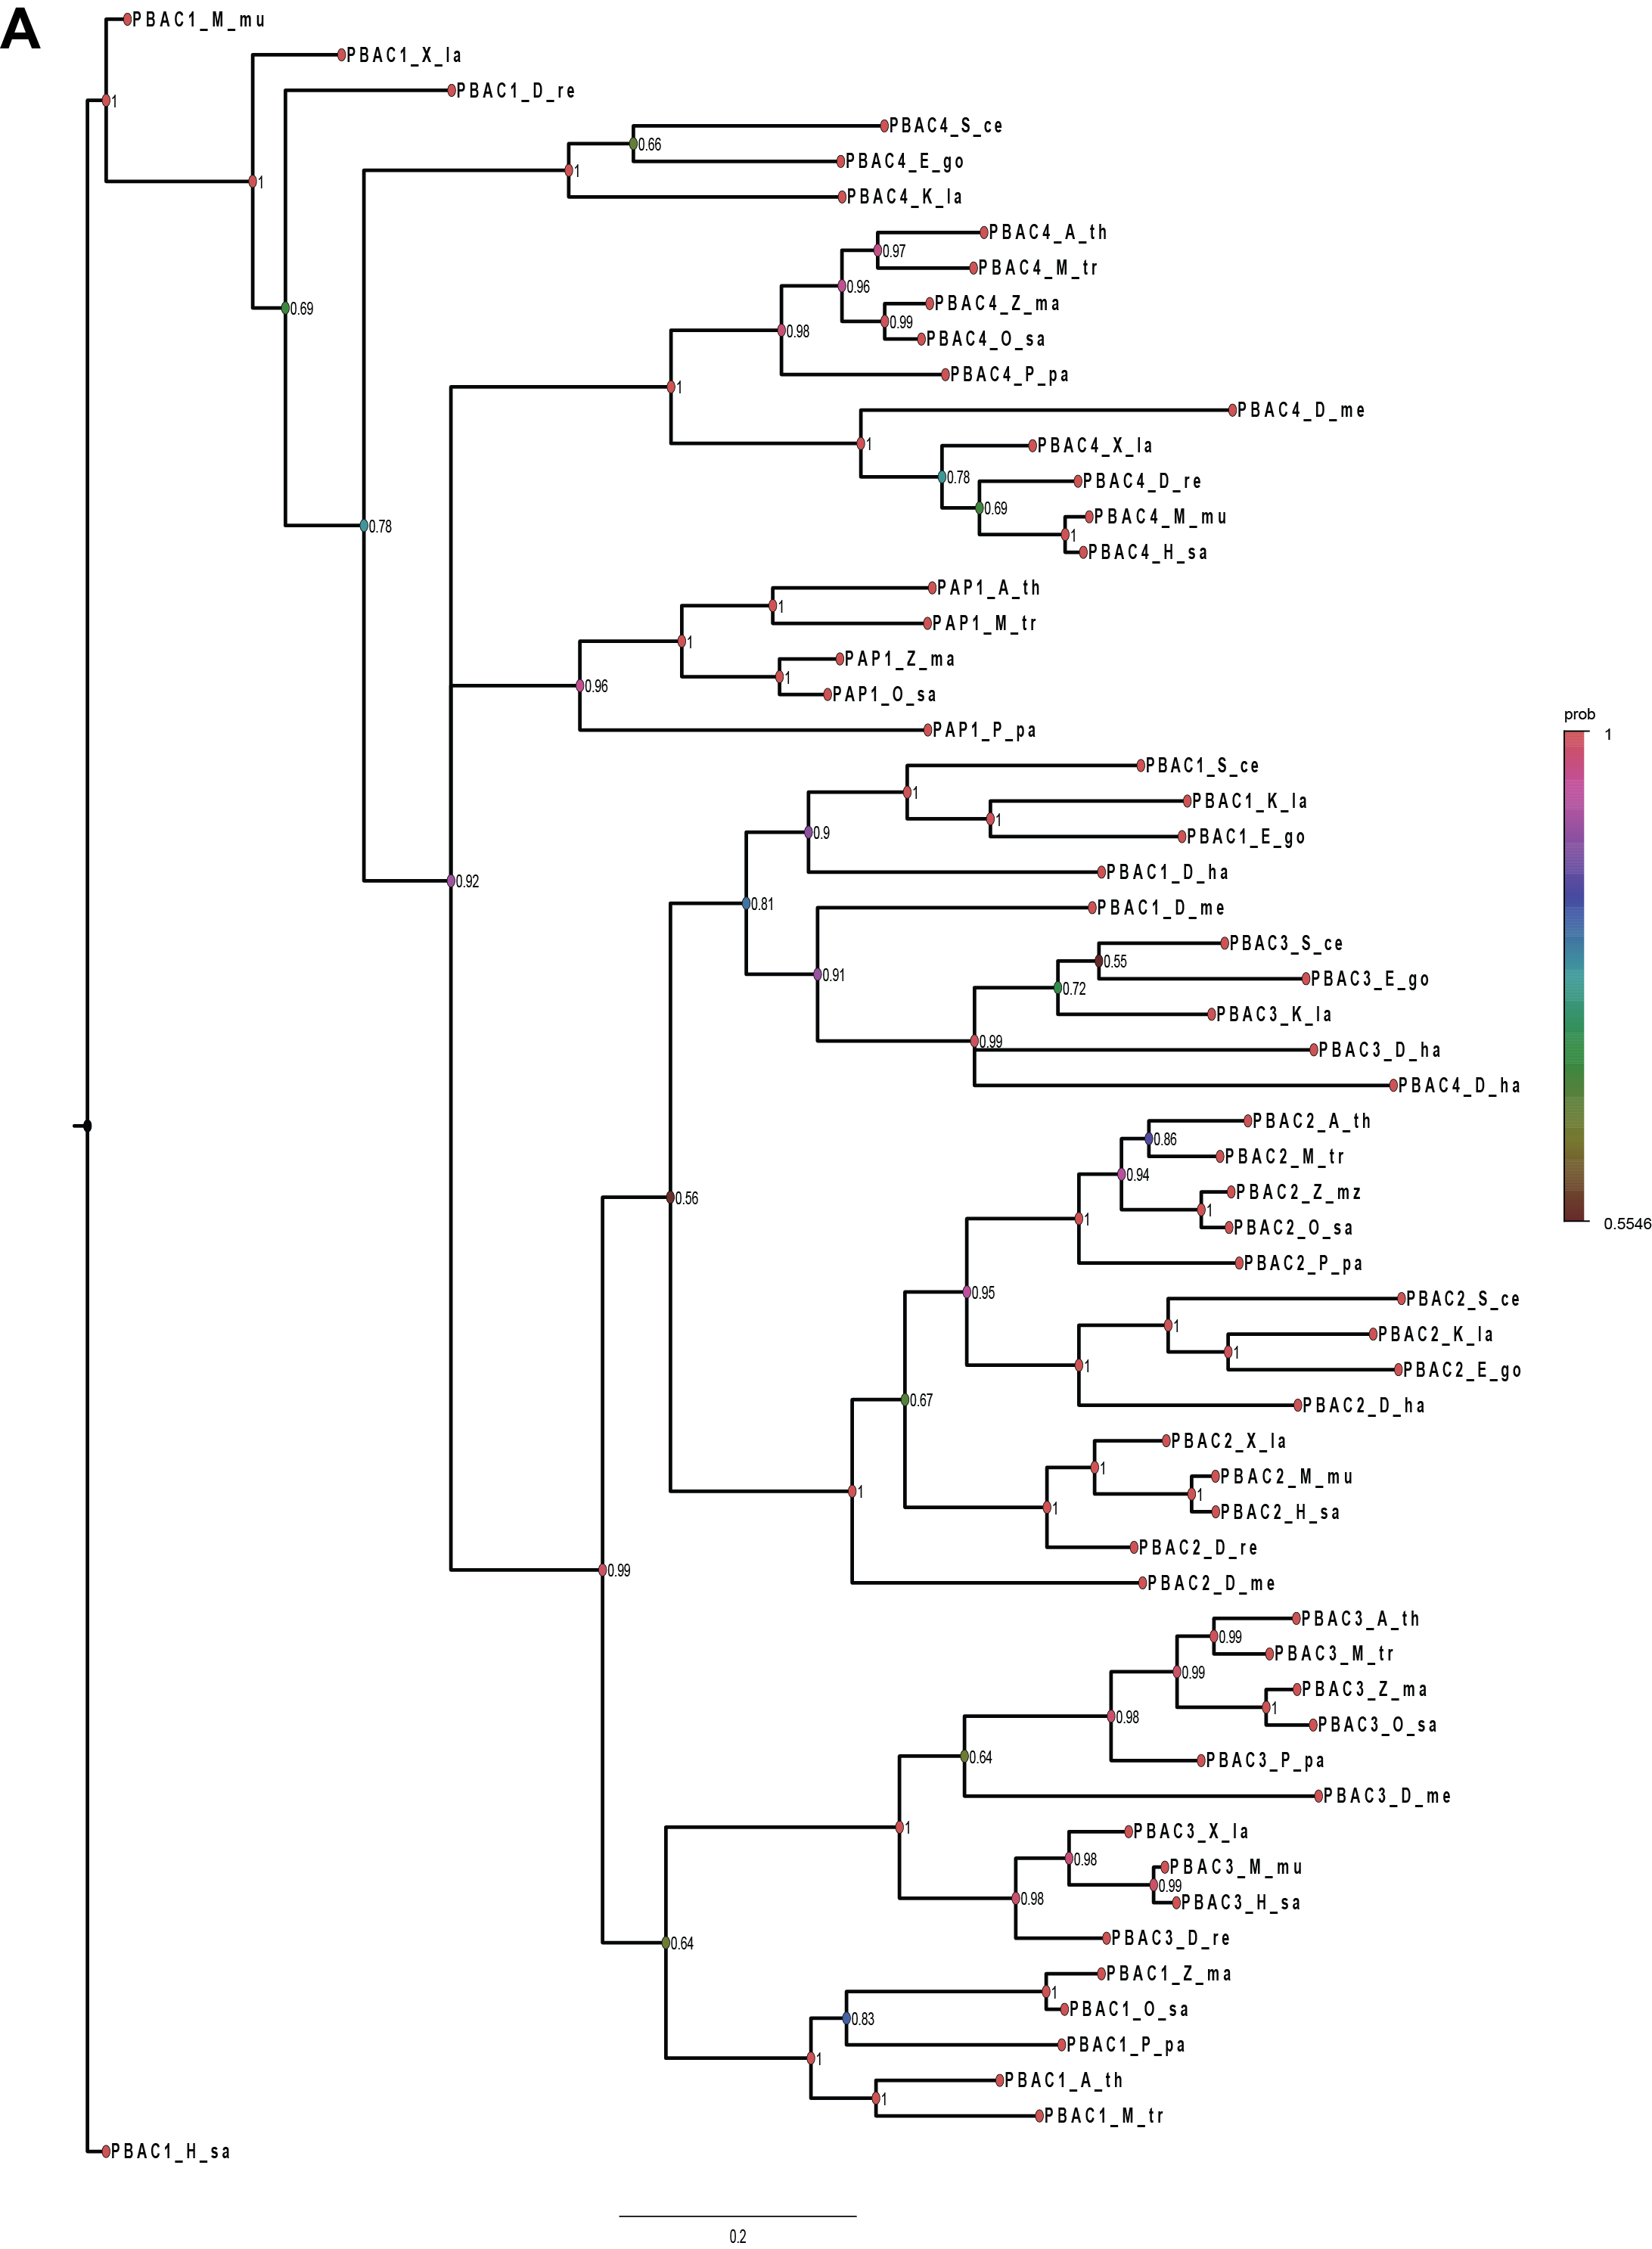 A
PBAC1_M_mu
PBAC1_X_la
1
PBAC1_D_re
PBAC4_S_ce
0.66
PBAC4_E_go
1
1
PBAC4_K_la
PBAC4_A_th
0.97
PBAC4_M_tr
0.96
PBAC4_Z_ma
0.69
0.99
0.98
PBAC4_O_sa
PBAC4_P_pa
1
PBAC4_D_me
1
PBAC4_X_la
0.78
PBAC4_D_re
0.69
PBAC4_M_mu
0.78
1
PBAC4_H_sa
PAP1_A_th
1
PAP1_M_tr
1
PAP1_Z_ma
1
0.96
PAP1_O_sa
prob
PAP1_P_pa
1
PBAC1_S_ce
1
PBAC1_K_la
1
0.9
PBAC1_E_go
PBAC1_D_ha
0.92
0.81
PBAC1_D_me
PBAC3_S_ce
0.55
0.91
PBAC3_E_go
0.72
PBAC3_K_la
0.99
PBAC3_D_ha
PBAC4_D_ha
PBAC2_A_th
0.86
PBAC2_M_tr
0.94
PBAC2_Z_mz
0.56
1
1
PBAC2_O_sa
0.5546
PBAC2_P_pa
0.95
PBAC2_S_ce
1
PBAC2_K_la
1
1
PBAC2_E_go
0.67
PBAC2_D_ha
PBAC2_X_la
1
PBAC2_M_mu
1
1
1
PBAC2_H_sa
PBAC2_D_re
0.99
PBAC2_D_me
PBAC3_A_th
0.99
PBAC3_M_tr
0.99
PBAC3_Z_ma
1
0.98
PBAC3_O_sa
0.64
PBAC3_P_pa
PBAC3_D_me
1
PBAC3_X_la
0.98
PBAC3_M_mu
0.99
0.98
PBAC3_H_sa
PBAC3_D_re
0.64
PBAC1_Z_ma
1
PBAC1_O_sa
0.83
PBAC1_P_pa
1
PBAC1_A_th
1
PBAC1_M_tr
PBAC1_H_sa
0.2